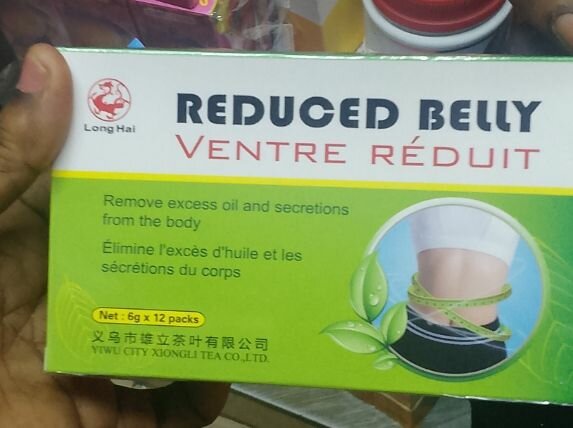 Long Hai
REDUCED BELLY
VENTRE RÉDUIT
Remove excess oil and secretions
from the body
Élimine l'excès d'huile et les
sécrétions du corps
Net : 6g x 12 packs
义乌市雄立茶叶有限公司
YIWU CITY XIONGLI TEA CO.,LTD.